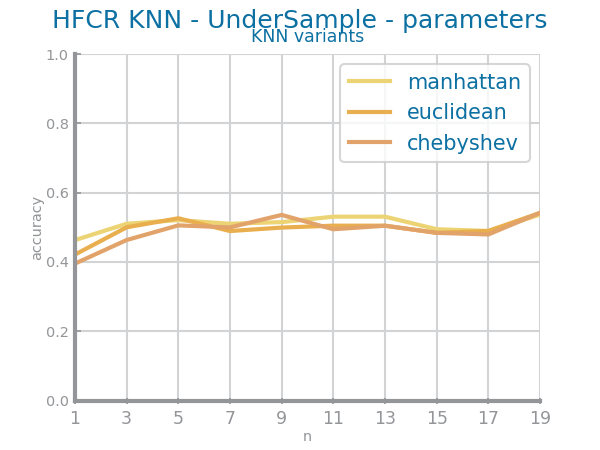 HFCR KNN - UnderSample - parameters
KNN variants
manhattan
euclidean
chebyshev
accuracy
1.0
0.8
0.6
0.4
0.2
0.0
1 3 5 7 9 11 13 15 17 19
n